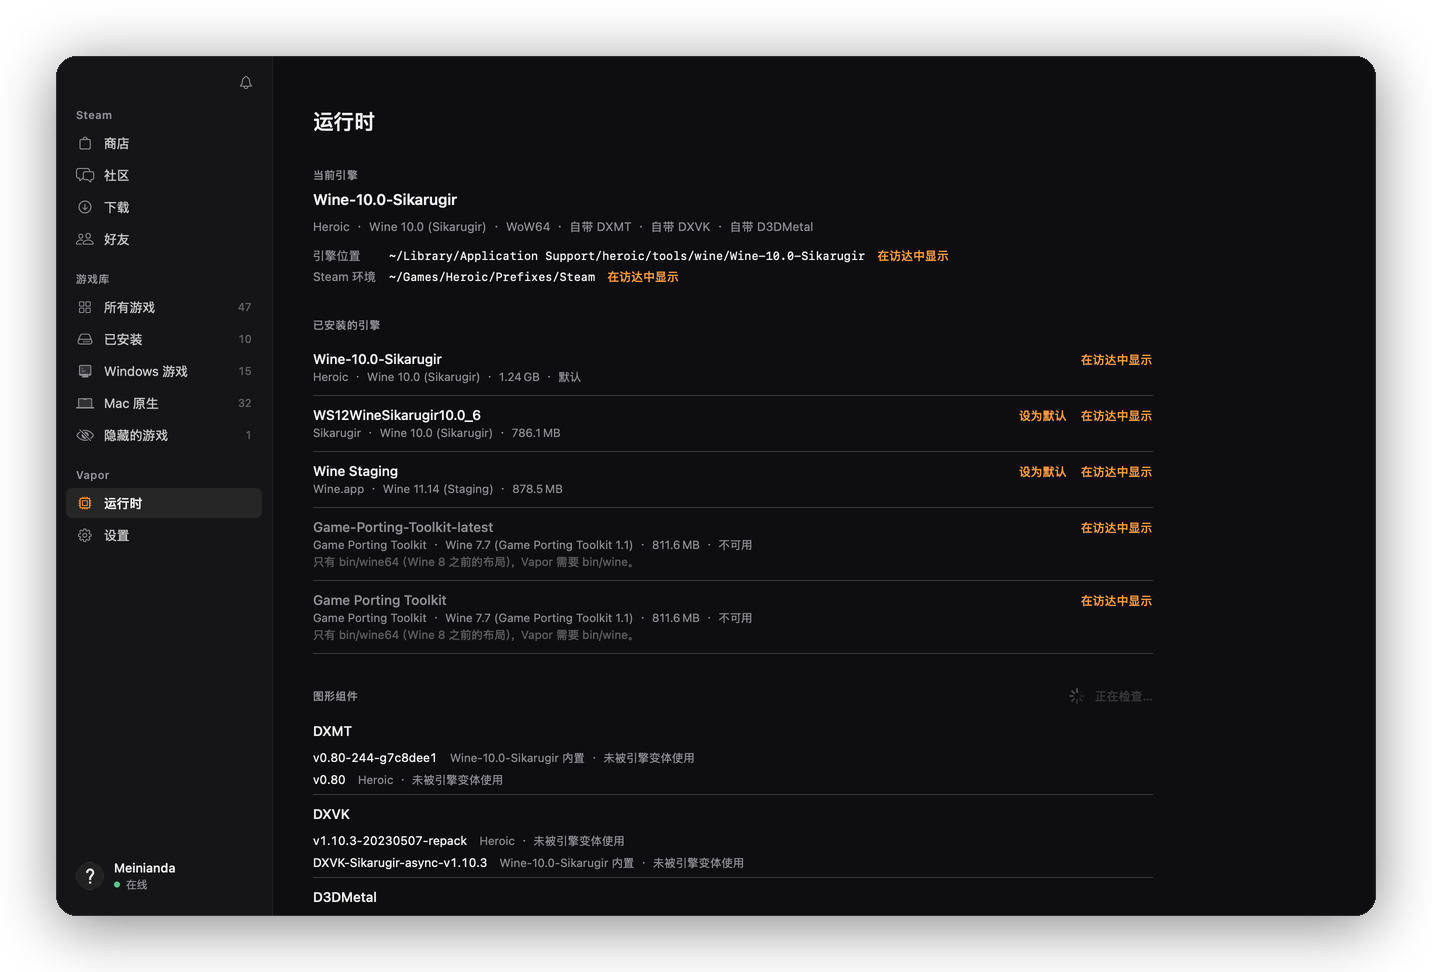 Steam
商店
社区
下载
好友
游戏库
所有游戏 47
已安装 10
Windows 游戏 15
Mac 原生 32
隐藏的游戏 1
Vapor
运行时
设置
? Meinianda
在线
运行时
当前引擎
Wine-10.0-Sikarugir
Heroic · Wine 10.0 (Sikarugir) · WoW64 · 自带 DXMT · 自带 DXVK · 自带 D3DMetal
引擎位置 ~/Library/Application Support/heroic/tools/wine/Wine-10.0-Sikarugir 在访达中显示
Steam 环境 ~/Games/Heroic/Prefixes/Steam 在访达中显示
已安装的引擎
Wine-10.0-Sikarugir 在访达中显示
Heroic · Wine 10.0 (Sikarugir) · 1.24 GB · 默认
WS12WineSikarugir10.0_6 设为默认 在访达中显示
Sikarugir · Wine 10.0 (Sikarugir) · 786.1 MB
Wine Staging 设为默认 在访达中显示
Wine.app · Wine 11.14 (Staging) · 878.5 MB
Game-Porting-Toolkit-latest 在访达中显示
Game Porting Toolkit · Wine 7.7 (Game Porting Toolkit 1.1) · 811.6 MB · 不可用
只有 bin/wine64 (Wine 8 之前的布局)，Vapor 需要 bin/wine。
Game Porting Toolkit 在访达中显示
Game Porting Toolkit · Wine 7.7 (Game Porting Toolkit 1.1) · 811.6 MB · 不可用
只有 bin/wine64 (Wine 8 之前的布局)，Vapor 需要 bin/wine。
图形组件 正在检查...
DXMT
v0.80-244-g7c8dee1 Wine-10.0-Sikarugir 内置 · 未被引擎变体使用
v0.80 Heroic · 未被引擎变体使用
DXVK
v1.10.3-20230507-repack Heroic · 未被引擎变体使用
DXVK-Sikarugir-async-v1.10.3 Wine-10.0-Sikarugir 内置 · 未被引擎变体使用
D3DMetal